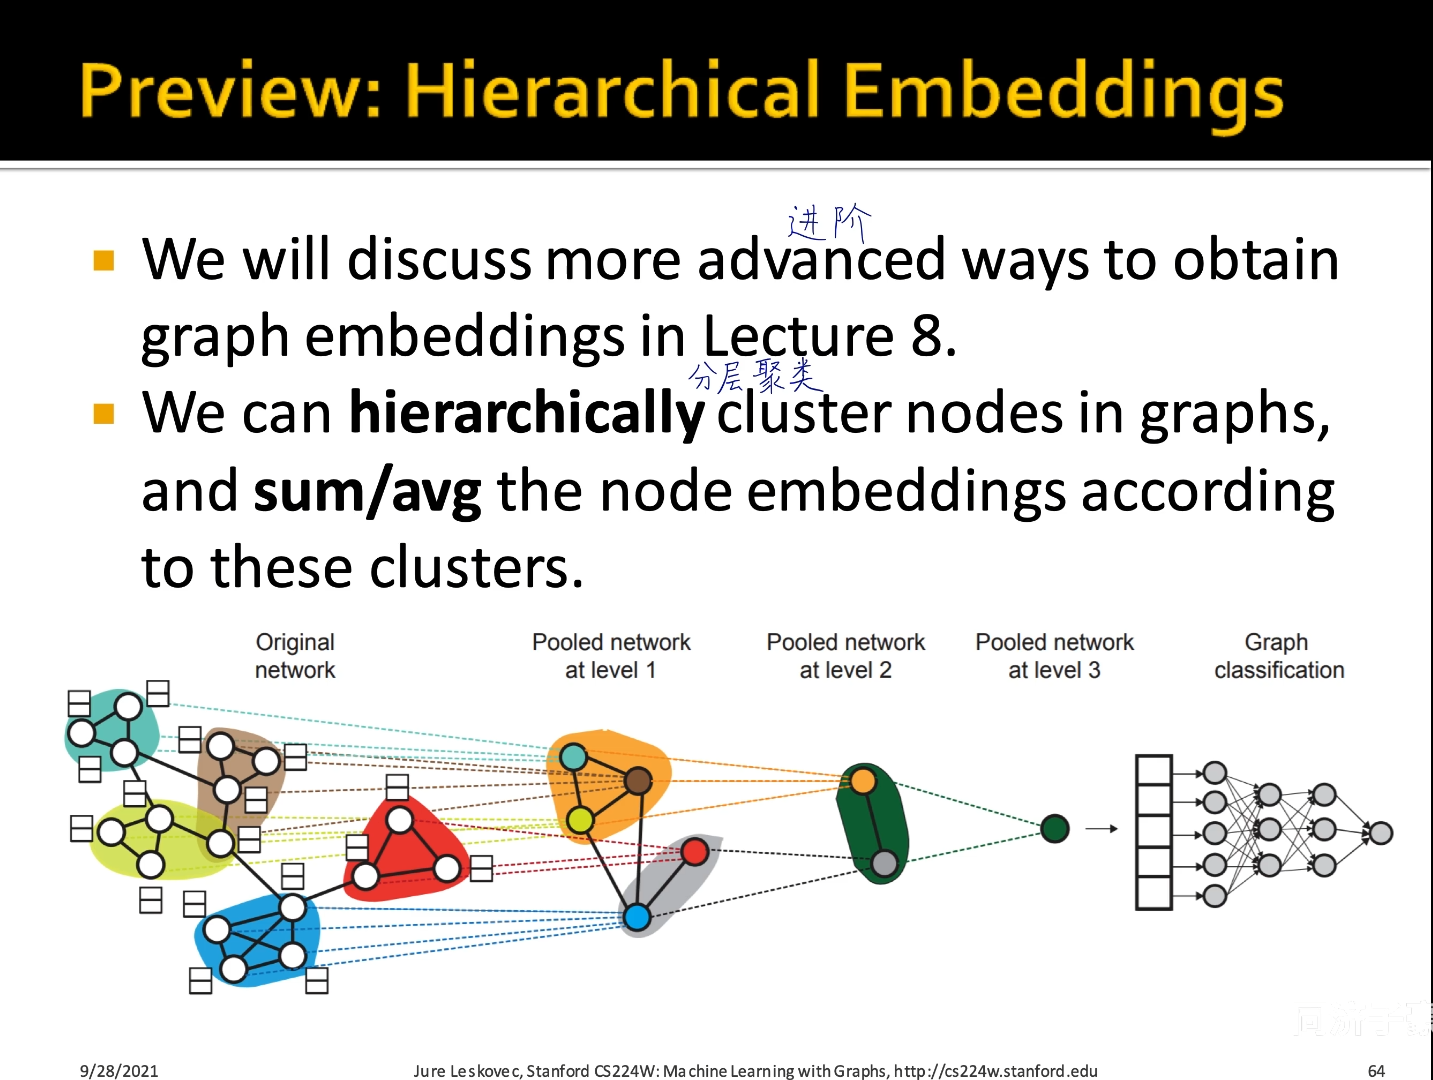 Preview: Hierarchical Embeddings
进阶
We will discuss more advanced ways to obtain
graph embeddings in Lecture 8.
分层聚类
We can hierarchically cluster nodes in graphs,
and sum/avg the node embeddings according
to these clusters.
Original
network
Pooled network
at level 1
Pooled network
at level 2
Pooled network
at level 3
Graph
classification
9/28/2021
Jure Leskovec, Stanford CS224W: Machine Learning with Graphs, http://cs224w.stanford.edu
64